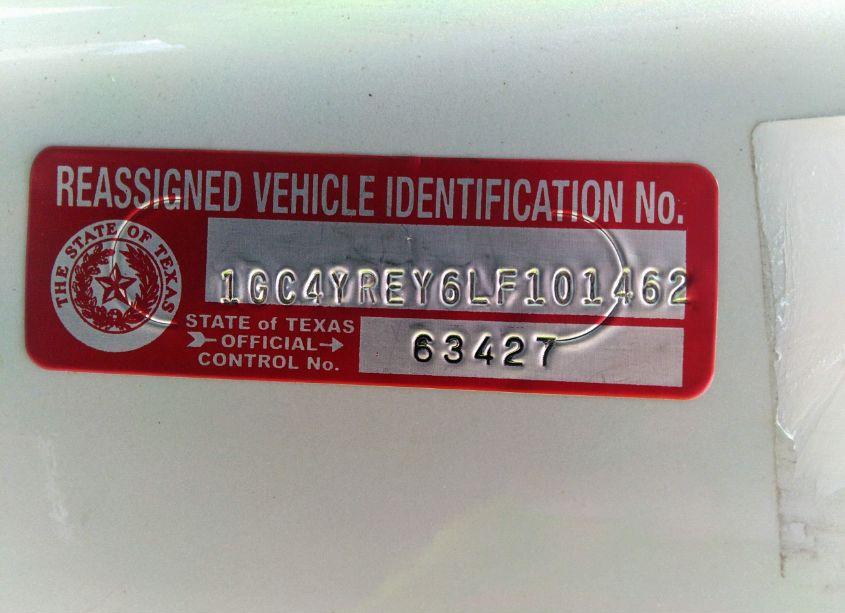 REASSIGNED VEHICLE IDENTIFICATION No.
THE STATE OF TEXAS
1GC4YREY6LF101462
STATE of TEXAS
OFFICIAL
CONTROL No.
63427